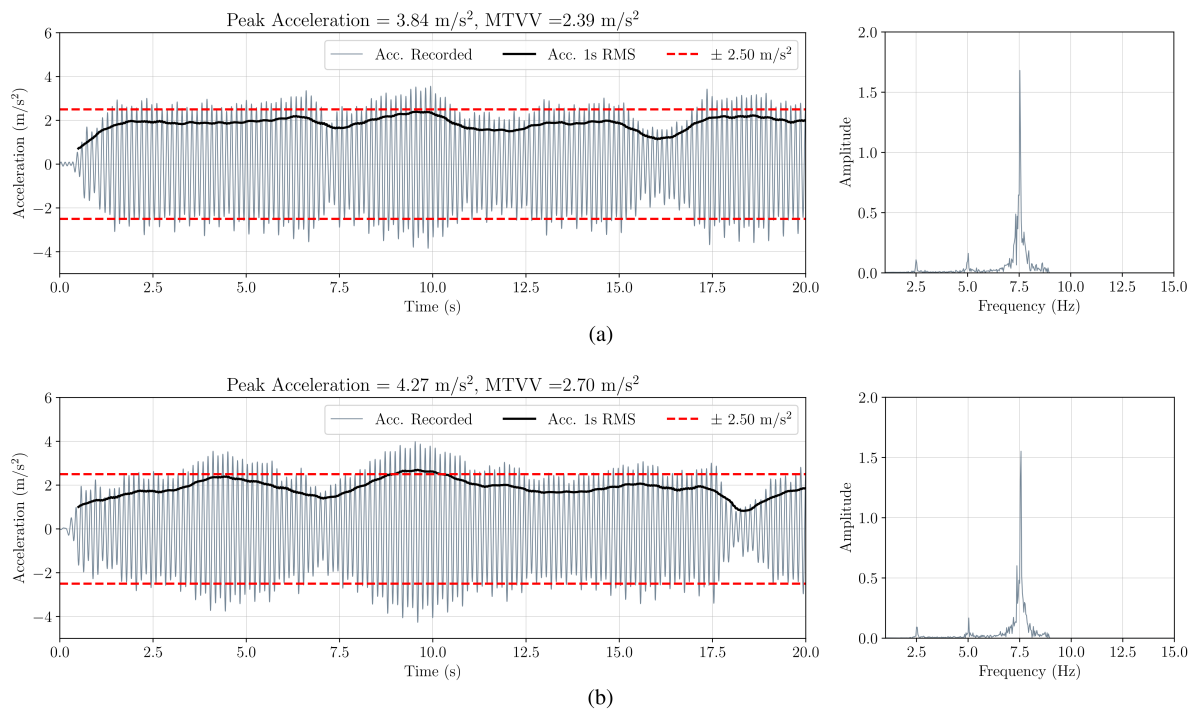 Peak Acceleration = 3.84 m/s², MTVV =2.39 m/s²
Acc. Recorded
Acc. 1s RMS
± 2.50 m/s²
Acceleration (m/s²)
6
4
2
0
−2
−4
0.0
2.5
5.0
7.5
10.0
12.5
15.0
17.5
20.0
Time (s)
Amplitude
2.0
1.5
1.0
0.5
0.0
2.5
5.0
7.5
10.0
12.5
15.0
Frequency (Hz)
(a)
Peak Acceleration = 4.27 m/s², MTVV =2.70 m/s²
Acc. Recorded
Acc. 1s RMS
± 2.50 m/s²
Acceleration (m/s²)
6
4
2
0
−2
−4
0.0
2.5
5.0
7.5
10.0
12.5
15.0
17.5
20.0
Time (s)
Amplitude
2.0
1.5
1.0
0.5
0.0
2.5
5.0
7.5
10.0
12.5
15.0
Frequency (Hz)
(b)